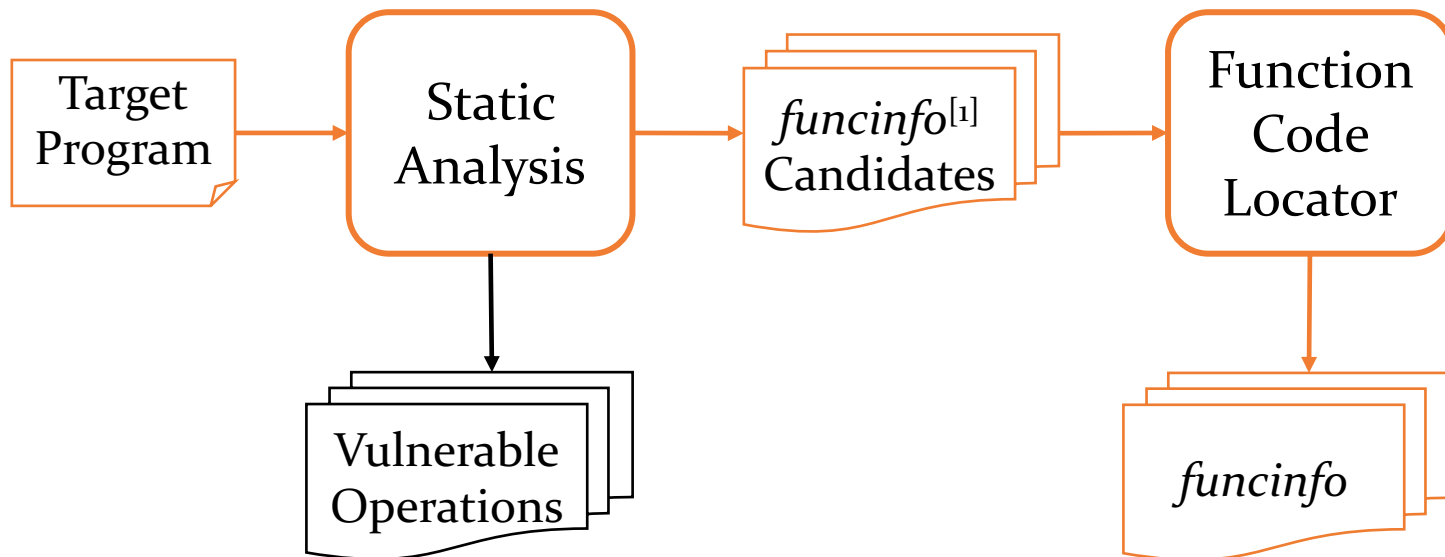 Target
Program
Static
Analysis
funcinfo[1]
Candidates
Function
Code
Locator
Vulnerable
Operations
funcinfo